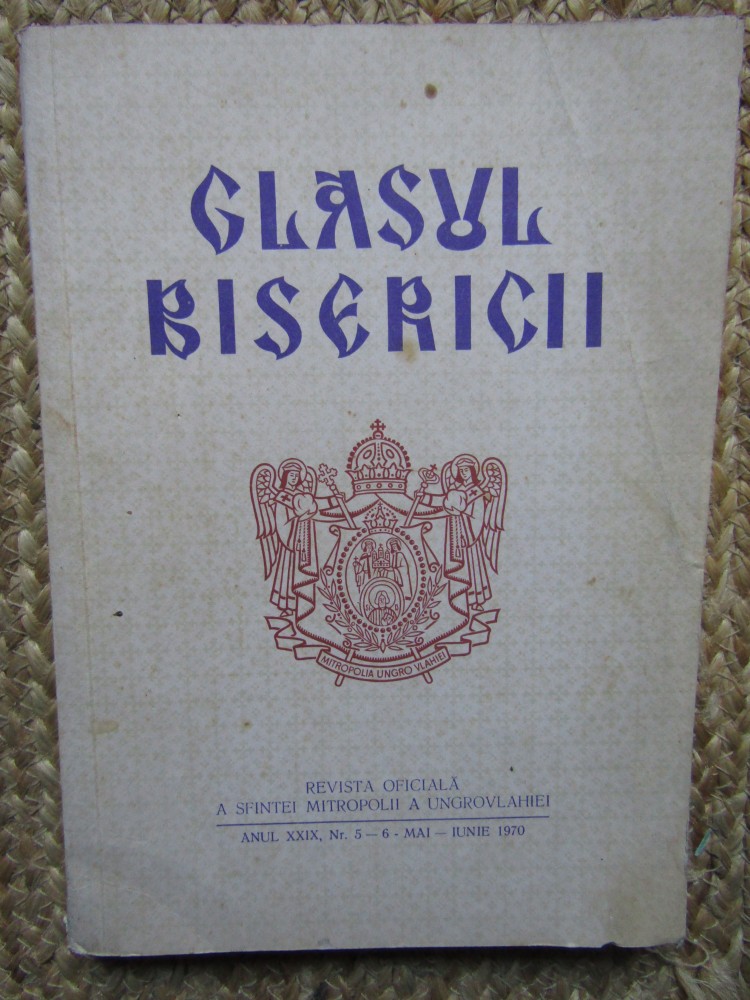 GLASUL
BISERICII
MITROPOLIA UNGRO VLAHIEI
REVISTA OFICIALĂ
A SFINTEI MITROPOLII A UNGROVLAHIEI
ANUL XXIX, Nr. 5 — 6 - MAI — IUNIE 1970